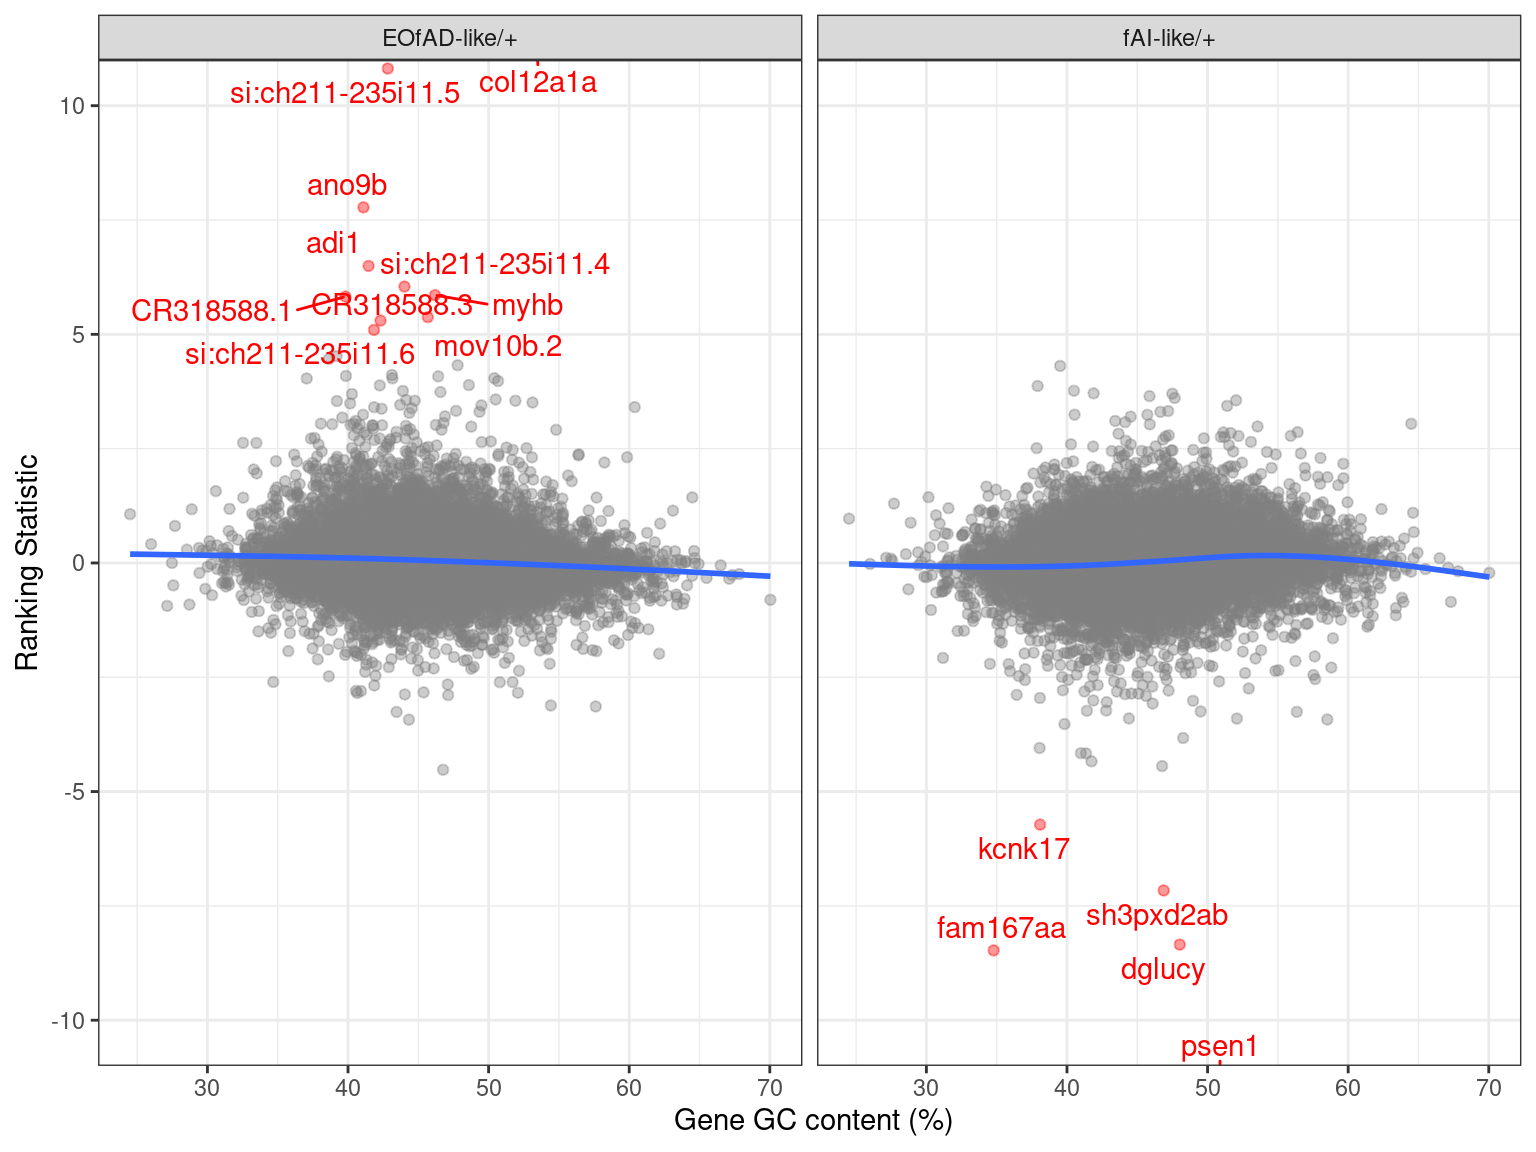 EOfAD-like/+
fAI-like/+
Ranking Statistic
10
5
0
-5
-10
si:ch211-235i11.5
col12a1a
ano9b
adi1
si:ch211-235i11.4
CR318588.1
CR318588.3
myhb
si:ch211-235i11.6
mov10b.2
kcnk17
sh3pxd2ab
fam167aa
dglucy
psen1
30 40 50 60 70
30 40 50 60 70
Gene GC content (%)